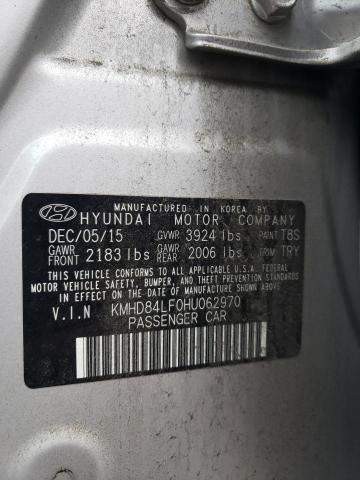 MANUFACTURED IN KOREA BY
HYUNDAI MOTOR COMPANY
DEC/05/15 GVWR 3924 lbs PAINT T8S
GAWR FRONT 2183 lbs GAWR REAR 2006 lbs TRIM TRY
THIS VEHICLE CONFORMS TO ALL APPLICABLE FEDERAL
MOTOR VEHICLE SAFETY, BUMPER, AND THEFT PREVENTION
STANDARDS IN EFFECT ON THE DATE OF MANUFACTURE SHOWN ABOVE.
V.I.N KMHD84LF0HU062970
PASSENGER CAR